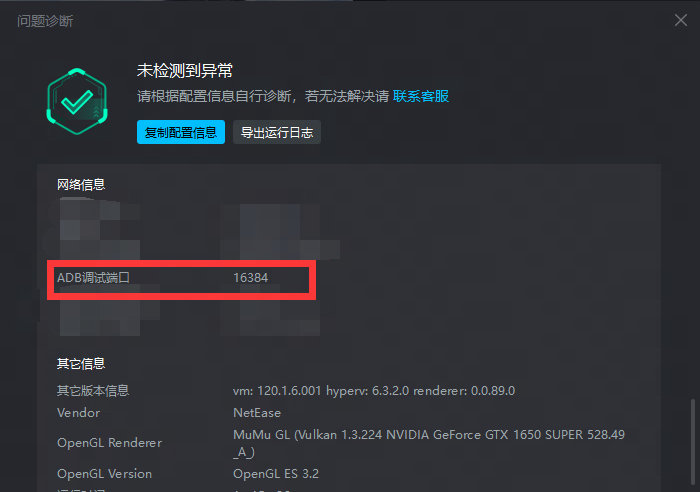 问题诊断
未检测到异常
请根据配置信息自行诊断，若无法解决请 联系客服
复制配置信息 导出运行日志
网络信息
ADB调试端口 16384
其它信息
其它版本信息 vm: 120.1.6.001 hyperv: 6.3.2.0 renderer: 0.0.89.0
Vendor NetEase
OpenGL Renderer MuMu GL (Vulkan 1.3.224 NVIDIA GeForce GTX 1650 SUPER 528.49
_A_)
OpenGL Version OpenGL ES 3.2